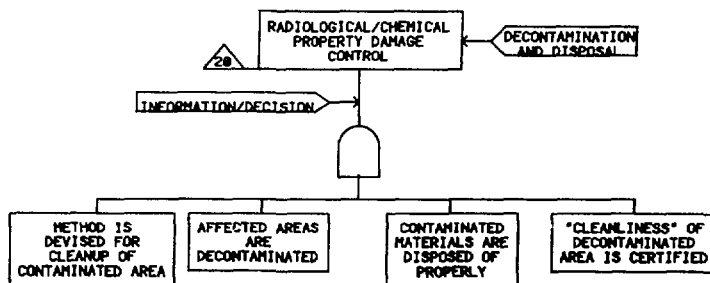 RADIOLOGICAL/CHEMICAL
PROPERTY DAMAGE
CONTROL
DECONTAMINATION
AND DISPOSAL
20
INFORMATION/DECISION
METHOD IS
DEVISED FOR
CLEANUP OF
CONTAMINATED AREA
AFFECTED AREAS
ARE
DECONTAMINATED
CONTAMINATED
MATERIALS ARE
DISPOSED OF
PROPERLY
"CLEANLINESS" OF
DECONTAMINATED
AREA IS CERTIFIED